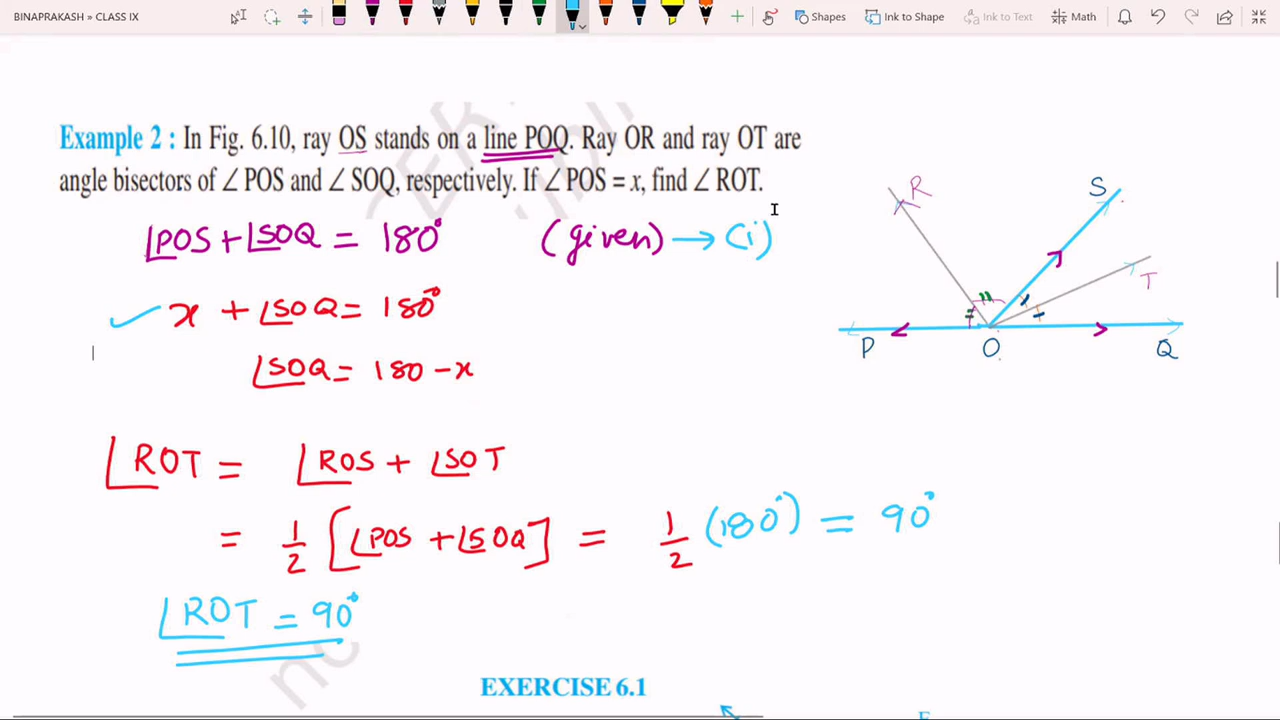 BINAPRAKASH » CLASS IX
Shapes
Ink to Shape
Ink to Text
Math
Example 2 : In Fig. 6.10, ray OS stands on a line POQ. Ray OR and ray OT are
angle bisectors of ∠ POS and ∠ SOQ, respectively. If ∠ POS = x, find ∠ ROT.
∠POS + ∠SOQ = 180° (given) → (i)
x + ∠SOQ = 180°
∠SOQ = 180 - x
∠ROT = ∠ROS + ∠SOT
= 1/2 [∠POS + ∠SOQ] = 1/2 (180°) = 90°
∠ROT = 90°
R
S
T
P
O
Q
EXERCISE 6.1